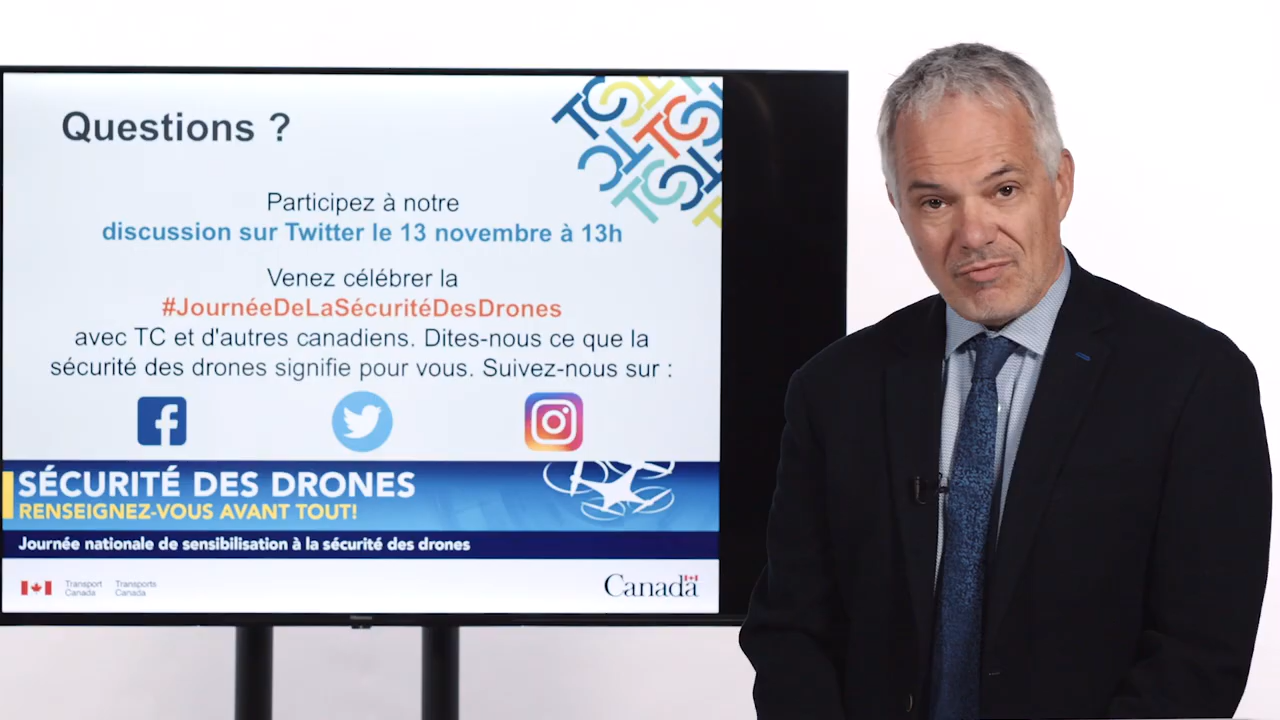 Questions ?
Participez à notre
discussion sur Twitter le 13 novembre à 13h
Venez célébrer la
#JournéeDeLaSécuritéDesDrones
avec TC et d'autres canadiens. Dites-nous ce que la
sécurité des drones signifie pour vous. Suivez-nous sur :
SÉCURITÉ DES DRONES
RENSEIGNEZ-VOUS AVANT TOUT!
Journée nationale de sensibilisation à la sécurité des drones
Transport Transports
Canada Canada
Canada